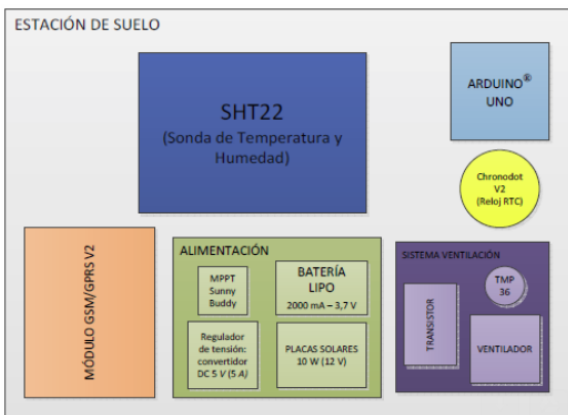 ESTACIÓN DE SUELO
SHT22
(Sonda de Temperatura y
Humedad)
ARDUINO®
UNO
Chronodot
V2
(Reloj RTC)
MÓDULO GSM/GPRS V2
ALIMENTACIÓN
MPPT
Sunny
Buddy
BATERÍA
LIPO
2000 mA – 3,7 V
Regulador
de tensión:
convertidor
DC 5 V (5 A)
PLACAS SOLARES
10 W (12 V)
SISTEMA VENTILACIÓN
TMP
36
TRANSISTOR
VENTILADOR